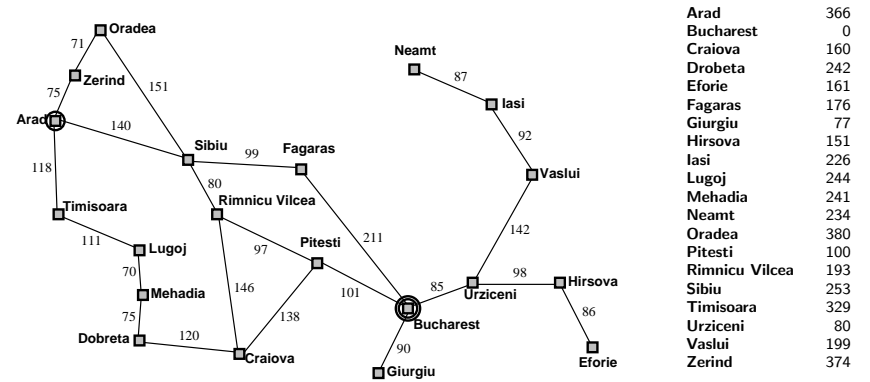 Oradea
71
Neamt
87
Zerind
151
75
Iasi
Arad
140
92
Sibiu
99
Fagaras
118
80
Vaslui
Timisoara
Rimnicu Vilcea
111
211
142
Lugoj
97
Pitesti
70
146
98
Hirsova
Mehadia
101
85
Urziceni
75
138
86
Bucharest
Dobreta
120
90
Craiova
Eforie
Giurgiu
Arad 366
Bucharest 0
Craiova 160
Drobeta 242
Eforie 161
Fagaras 176
Giurgiu 77
Hirsova 151
Iasi 226
Lugoj 244
Mehadia 241
Neamt 234
Oradea 380
Pitesti 100
Rimnicu Vilcea 193
Sibiu 253
Timisoara 329
Urziceni 80
Vaslui 199
Zerind 374